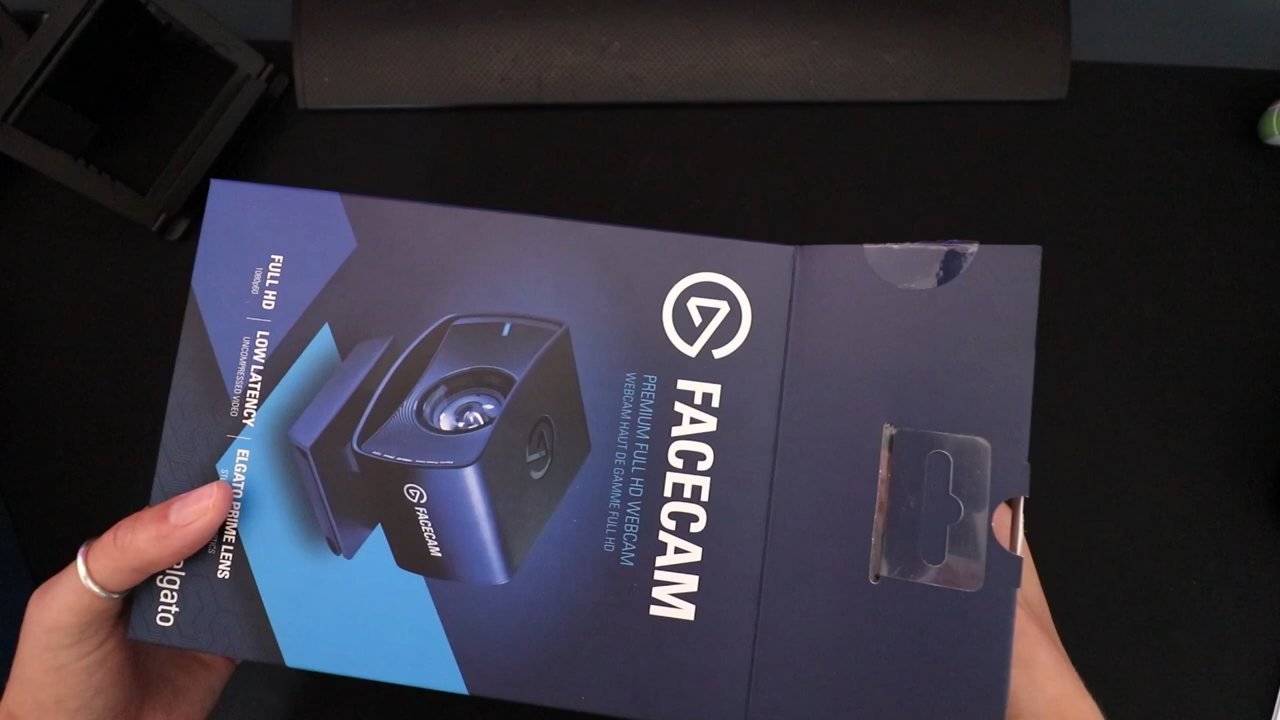 FACECAM
PREMIUM FULL HD WEBCAM
WEBCAM HAUT DE GAMME FULL HD
FACECAM
FULL HD | LOW LATENCY | ELGATO PRIME LENS
1080p60
UNCOMPRESSED VIDEO
elgato